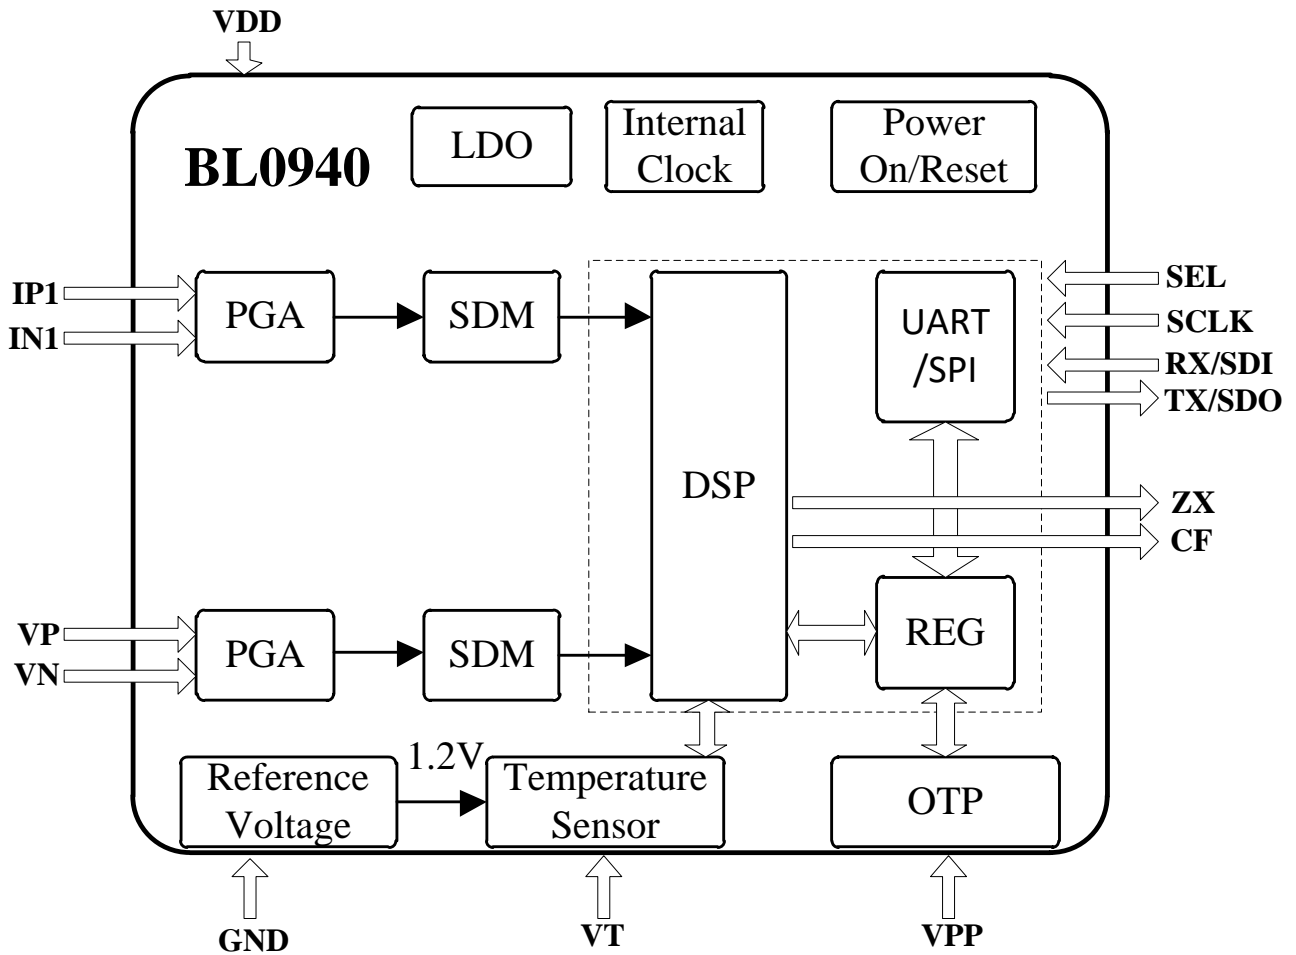 VDD
BL0940
LDO
Internal
Clock
Power
On/Reset
IP1
IN1
PGA
SDM
DSP
UART
/SPI
SEL
SCLK
RX/SDI
TX/SDO
ZX
CF
VP
VN
PGA
SDM
REG
Reference
Voltage
1.2V
Temperature
Sensor
OTP
GND
VT
VPP